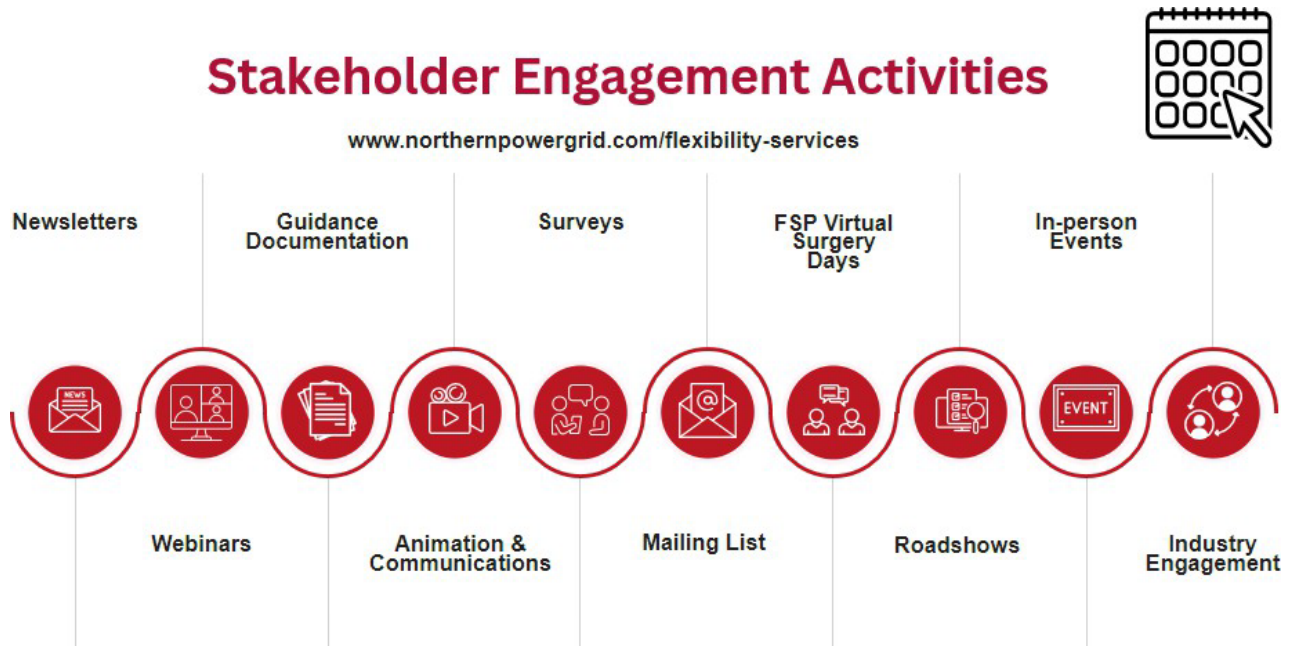 Stakeholder Engagement Activities
www.northernpowergrid.com/flexibility-services
Newsletters
Guidance
Documentation
Surveys
FSP Virtual
Surgery
Days
In-person
Events
NEWS
@
EVENT
Webinars
Animation &
Communications
Mailing List
Roadshows
Industry
Engagement